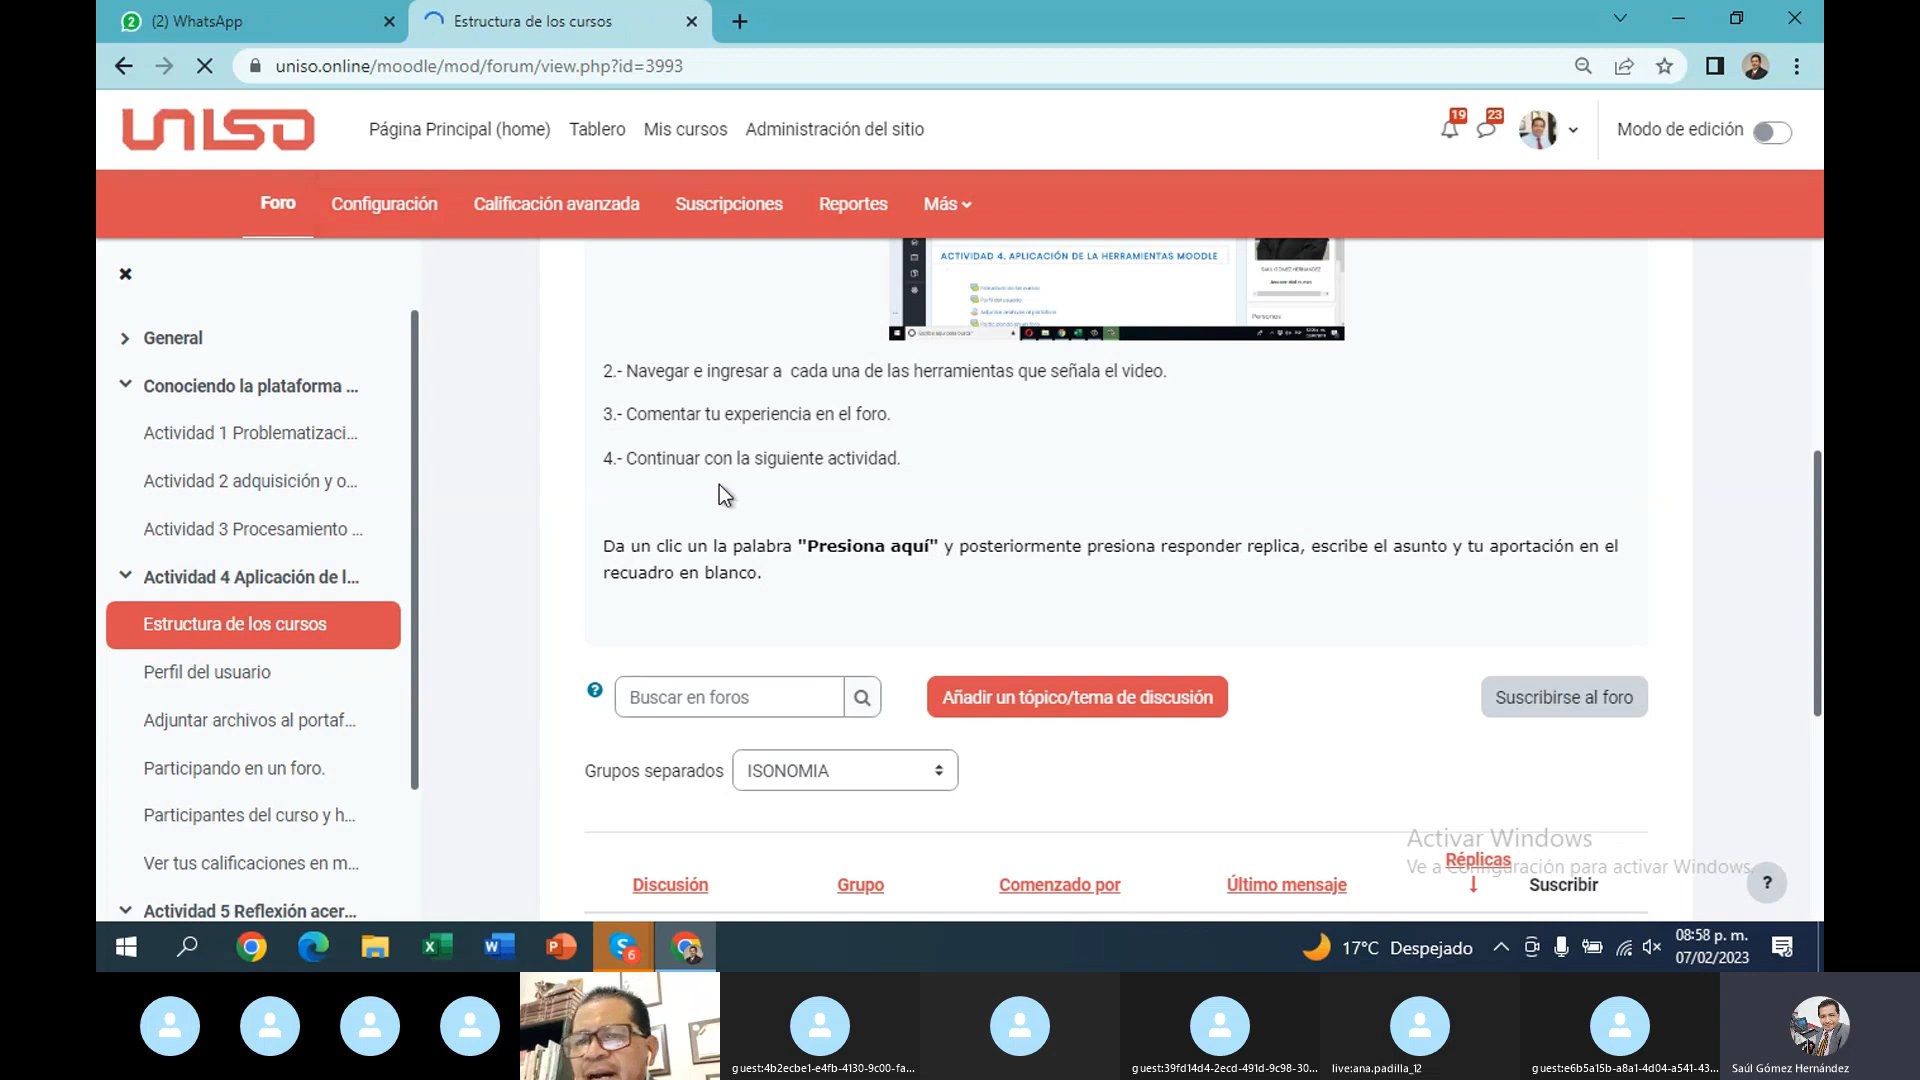 (2) WhatsApp
Estructura de los cursos
uniso.online/moodle/mod/forum/view.php?id=3993
UNISO
Página Principal (home) Tablero Mis cursos Administración del sitio
19
23
Modo de edición
Foro Configuración Calificación avanzada Suscripciones Reportes Más
General
Conociendo la plataforma ...
Actividad 1 Problematizaci...
Actividad 2 adquisición y o...
Actividad 3 Procesamiento ...
Actividad 4 Aplicación de l...
Estructura de los cursos
Perfil del usuario
Adjuntar archivos al portaf...
Participando en un foro.
Participantes del curso y h...
Ver tus calificaciones en m...
Actividad 5 Reflexión acer...
ACTIVIDAD 4. APLICACIÓN DE LA HERRAMIENTAS MOODLE
SAÚL GÓMEZ HERNÁNDEZ
2.- Navegar e ingresar a cada una de las herramientas que señala el video.
3.- Comentar tu experiencia en el foro.
4.- Continuar con la siguiente actividad.
Da un clic un la palabra "Presiona aquí" y posteriormente presiona responder replica, escribe el asunto y tu aportación en el
recuadro en blanco.
Buscar en foros
Añadir un tópico/tema de discusión
Suscribirse al foro
Grupos separados ISONOMIA
Activar Windows
Ve a Configuración para activar Windows.
Discusión Grupo Comenzado por Último mensaje Réplicas Suscribir
17°C Despejado
08:58 p. m.
07/02/2023
6
guest:4b2ecbe1-e4fb-4130-9c00-fa...
guest:39fd14d4-2ecd-491d-9c98-30...
live:ana.padilla_12
guest:e6b5a15b-a8a1-4d04-a541-43...
Saúl Gómez Hernández